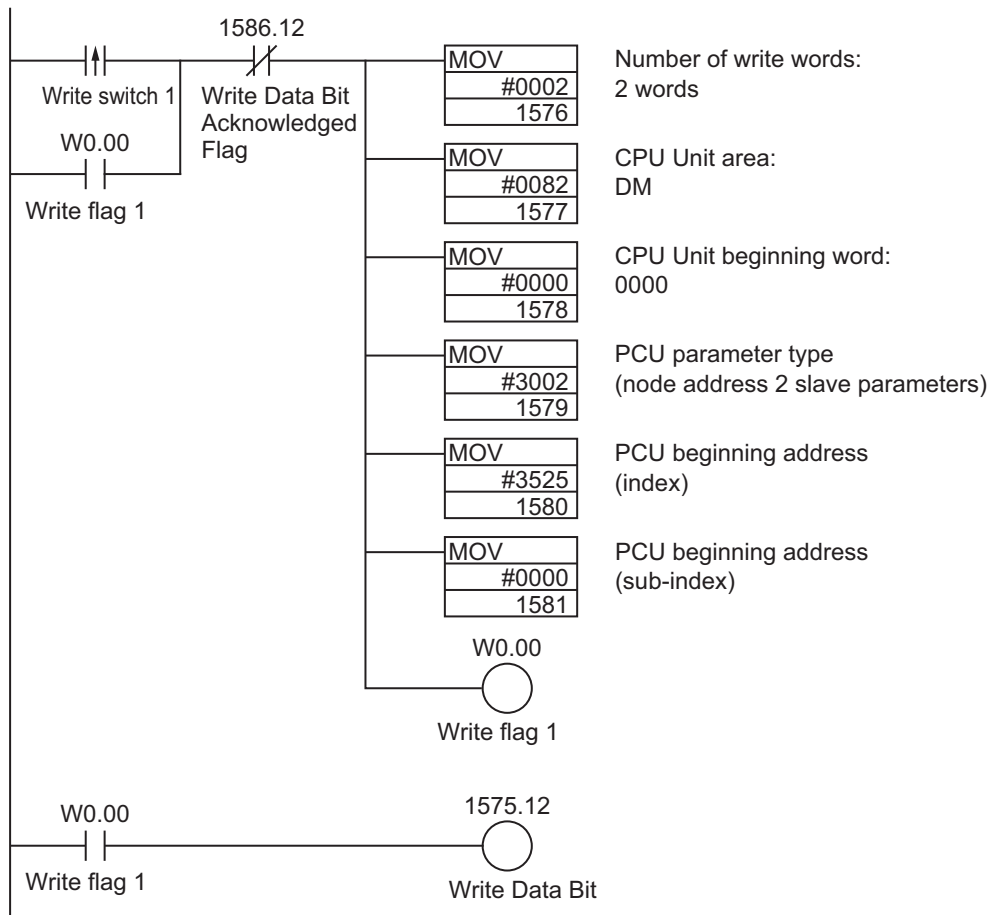 1586.12
Write switch 1
Write Data Bit
Acknowledged
Flag
W0.00
Write flag 1
MOV
#0002
1576
Number of write words:
2 words
MOV
#0082
1577
CPU Unit area:
DM
MOV
#0000
1578
CPU Unit beginning word:
0000
MOV
#3002
1579
PCU parameter type
(node address 2 slave parameters)
MOV
#3525
1580
PCU beginning address
(index)
MOV
#0000
1581
PCU beginning address
(sub-index)
W0.00
Write flag 1
W0.00
Write flag 1
1575.12
Write Data Bit